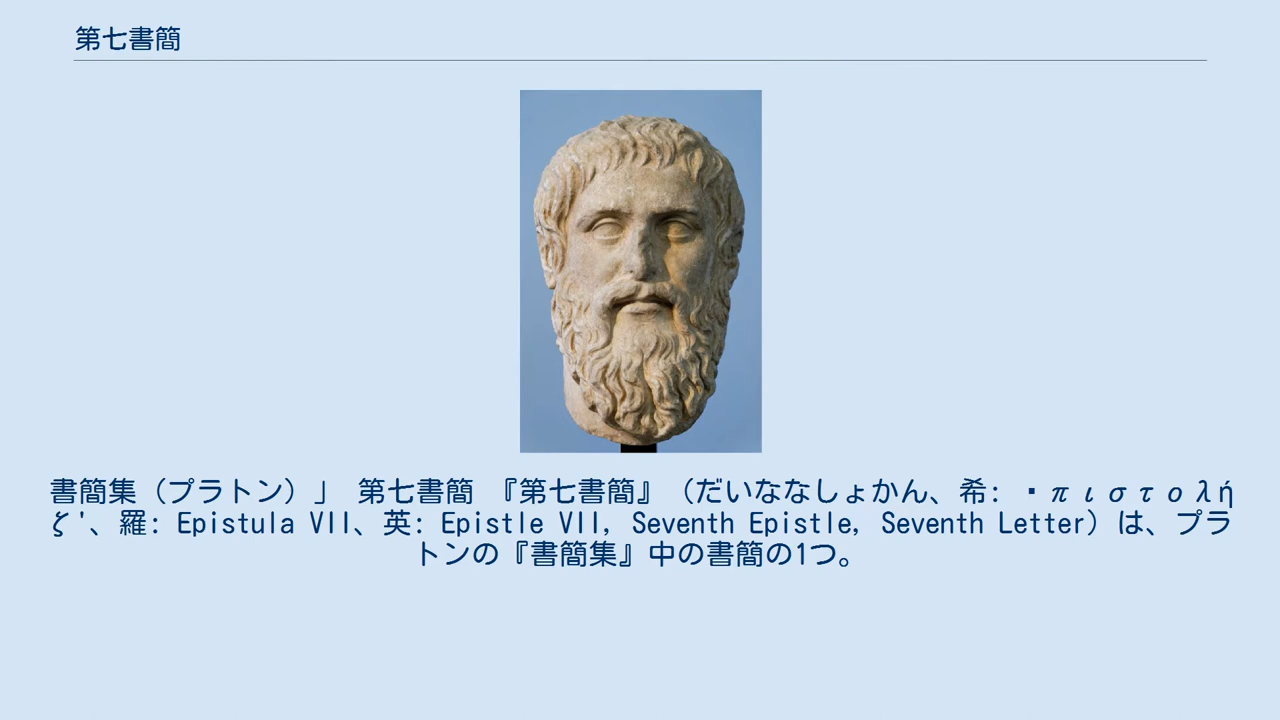 第七書簡
書簡集（プラトン）」 第七書簡 『第七書簡』（だいななしょかん、希: ・πιστολή
ζ'、羅: Epistula VII、英: Epistle VII, Seventh Epistle, Seventh Letter）は、プラ
トンの『書簡集』中の書簡の1つ。